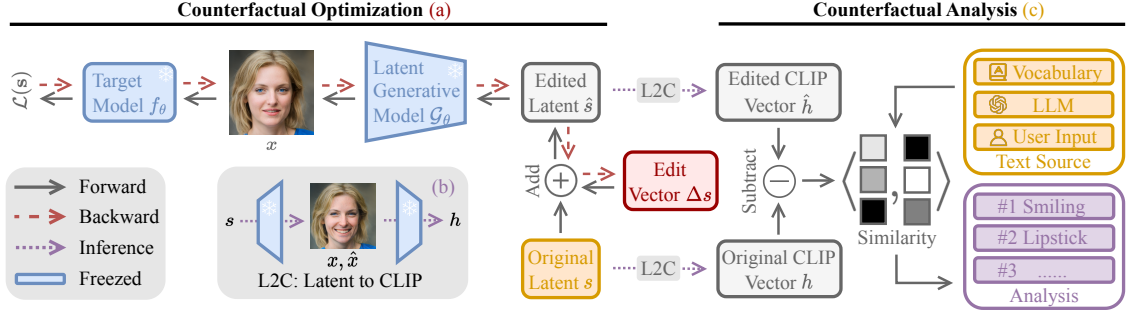 Counterfactual Optimization (a)
Counterfactual Analysis (c)
ℒ(s)
Target
Model fθ
x
Latent
Generative
Model 𝒢θ
Edited
Latent ŝ
L2C
Edited CLIP
Vector ĥ
Add
Edit
Vector Δs
Subtract
Original
Latent s
L2C
Original CLIP
Vector h
,
Similarity
Vocabulary
LLM
User Input
Text Source
#1 Smiling
#2 Lipstick
#3 ......
Analysis
Forward
Backward
Inference
Freezed
(b)
s
h
x, x̂
L2C: Latent to CLIP